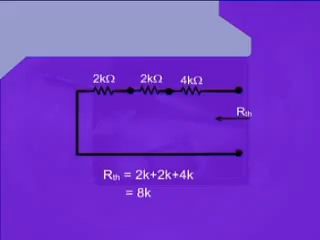 2kΩ 2kΩ 4kΩ
Rth
Rth = 2k+2k+4k
= 8k